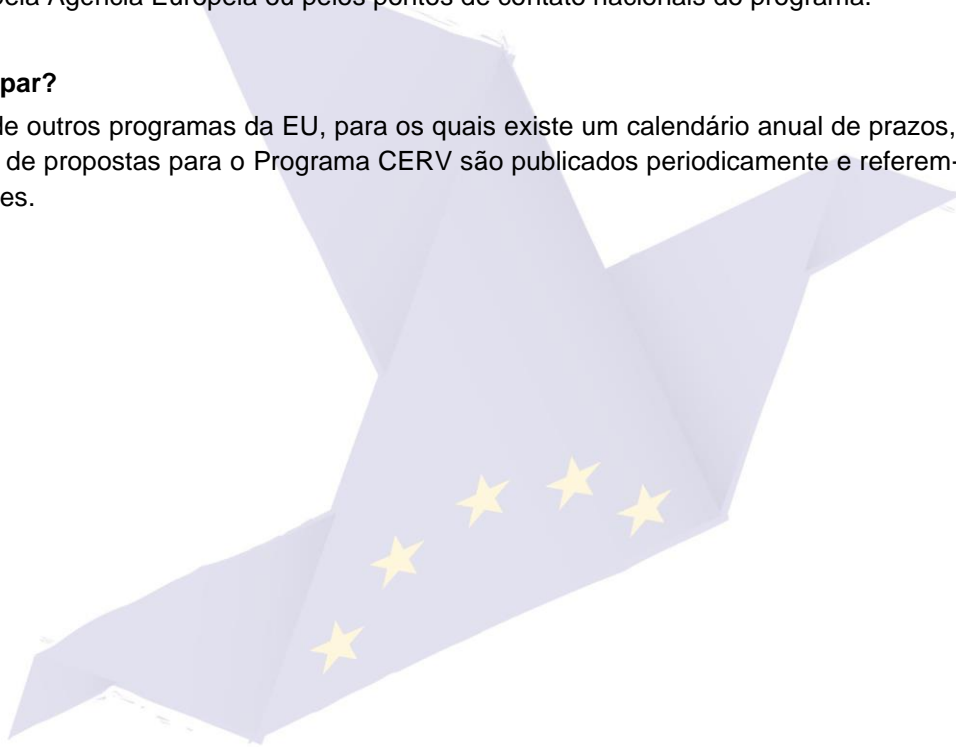 pela Agência Europeia ou pelos pontos de contato nacionais do programa.
par?
de outros programas da EU, para os quais existe um calendário anual de prazos,
de propostas para o Programa CERV são publicados periodicamente e referem-
es.